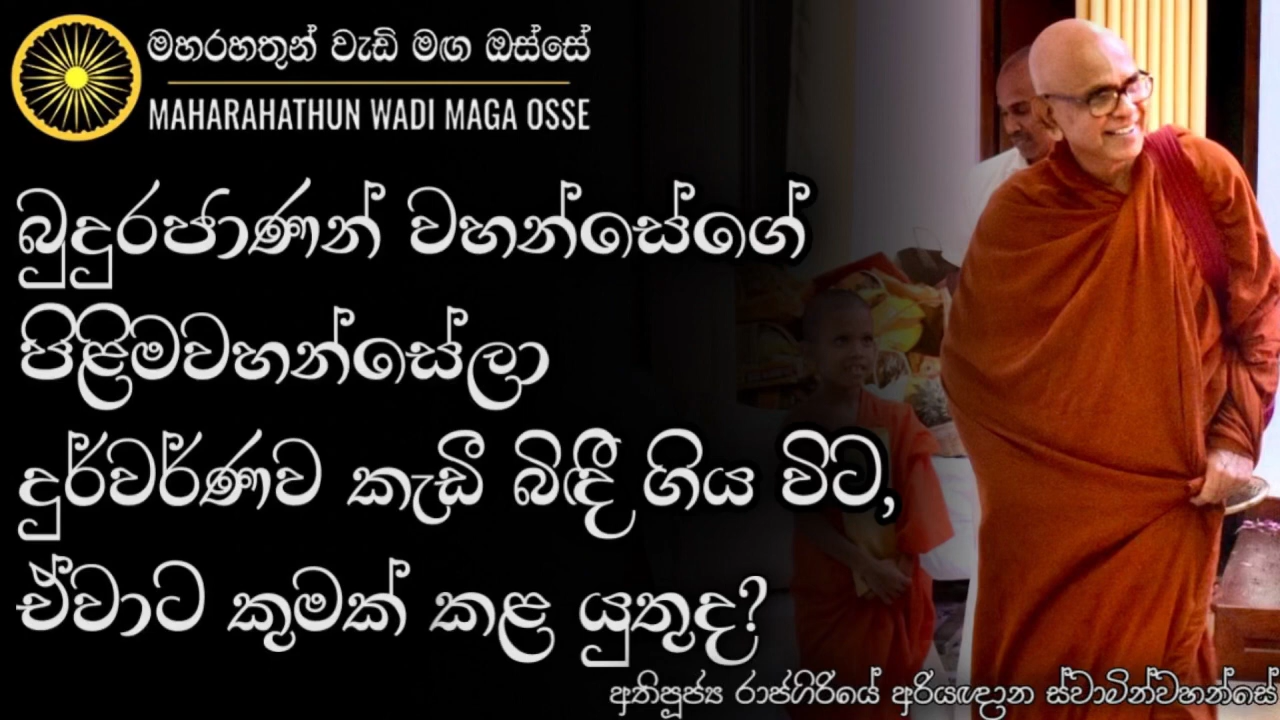 මහරහතුන් වැඩි මඟ ඔස්සේ
MAHARAHATHUN WADI MAGA OSSE
බුදුරජාණන් වහන්සේගේ
පිළිමවහන්සේලා
දුර්වර්ණව කැඩී බිඳී ගිය විට,
ඒවාට කුමක් කළ යුතුද?
අතිපූජ්‍ය රාජගිරියේ අරියඤාන ස්වාමින්වහන්සේ